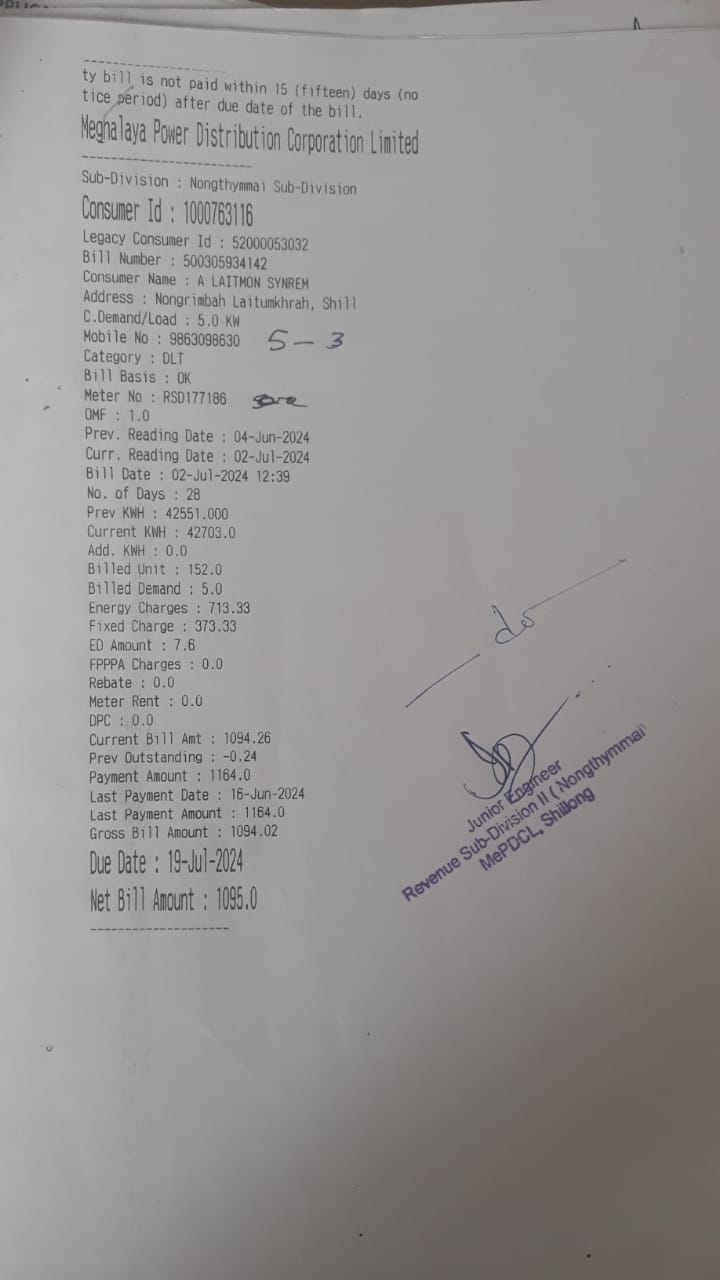 ty bill is not paid within 15 (fifteen) days (no
tice period) after due date of the bill.
Meghalaya Power Distribution Corporation Limited
Sub-Division : Nongthymmai Sub-Division
Consumer Id : 1000763116
Legacy Consumer Id : 52000053032
Bill Number : 500305934142
Consumer Name : A LAITMON SYNREM
Address : Nongrimbah Laitumkhrah, Shill
C.Demand/Load : 5.0 KW
Mobile No : 9863098630 5 - 3
Category : DLT
Bill Basis : OK
Meter No : RSD177186
OMF : 1.0
Prev. Reading Date : 04-Jun-2024
Curr. Reading Date : 02-Jul-2024
Bill Date : 02-Jul-2024 12:39
No. of Days : 28
Prev KWH : 42551.000
Current KWH : 42703.0
Add. KWH : 0.0
Billed Unit : 152.0
Billed Demand : 5.0
Energy Charges : 713.33
Fixed Charge : 373.33
ED Amount : 7.6
FPPPA Charges : 0.0
Rebate : 0.0
Meter Rent : 0.0
DPC : 0.0
Current Bill Amt : 1094.26
Prev Outstanding : -0.24
Payment Amount : 1164.0
Last Payment Date : 16-Jun-2024
Last Payment Amount : 1164.0
Gross Bill Amount : 1094.02
Due Date : 19-Jul-2024
Net Bill Amount : 1095.0
do
Junior Engineer
Revenue Sub-Division II ( Nongthymmai
MePDCL, Shillong